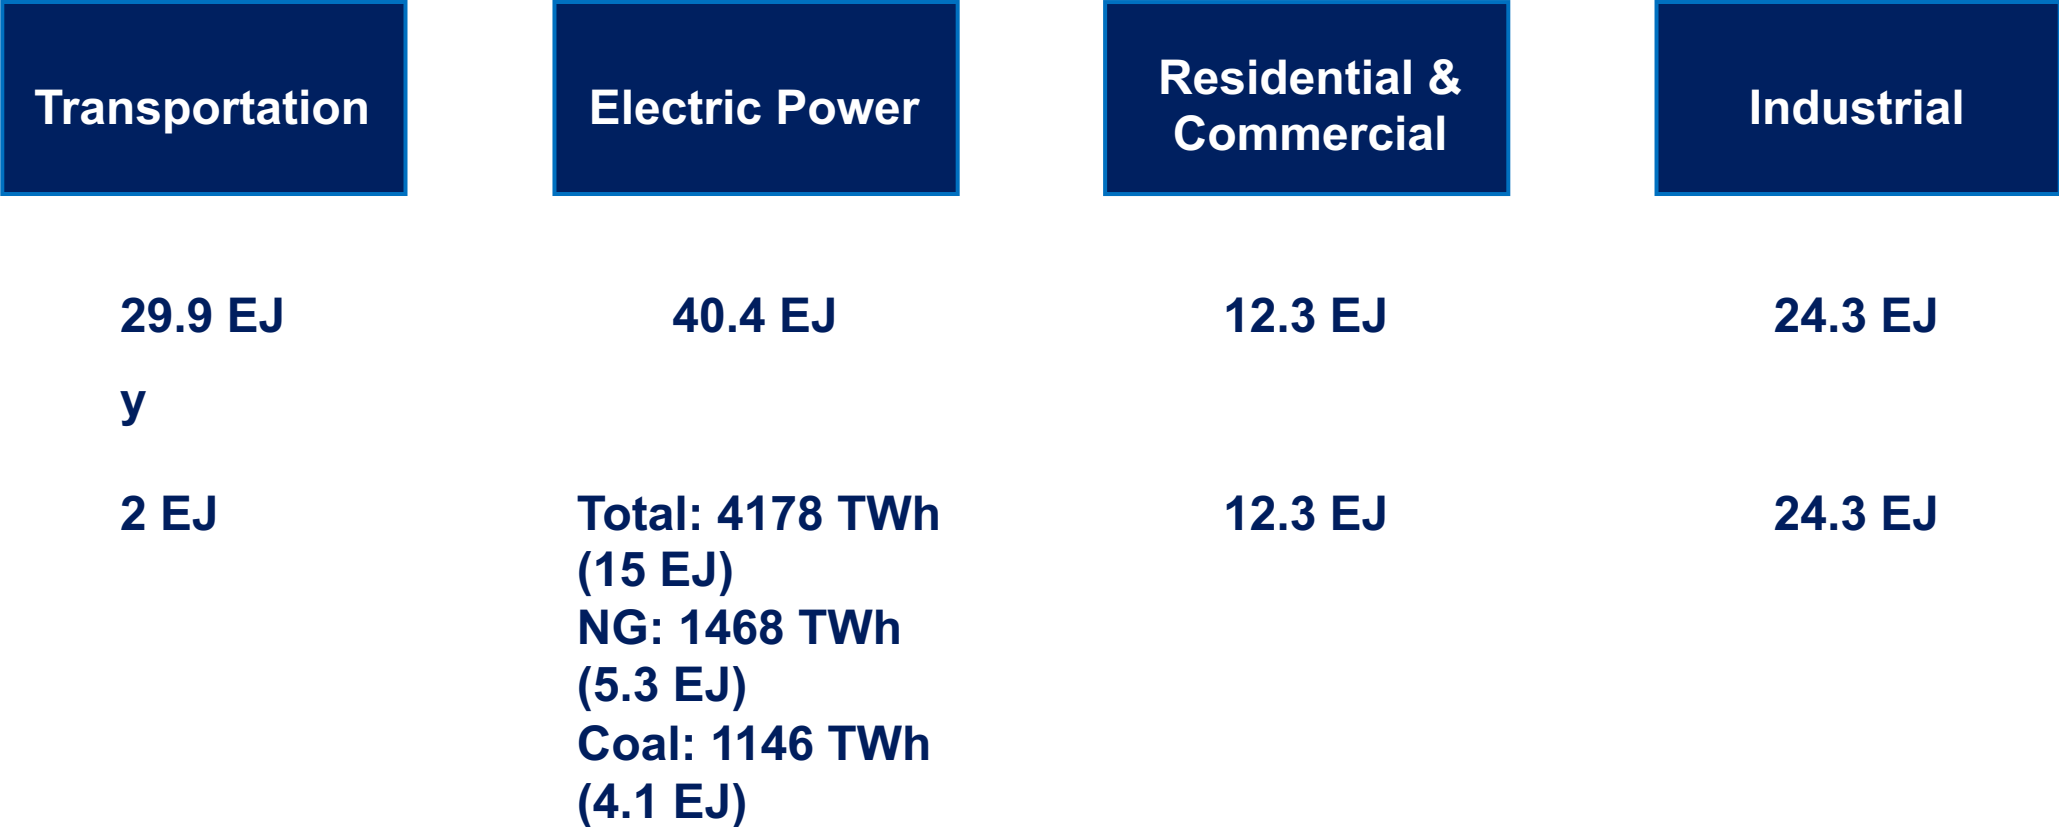 Transportation
Electric Power
Residential &
Commercial
Industrial
29.9 EJ
40.4 EJ
12.3 EJ
24.3 EJ
y
2 EJ
Total: 4178 TWh
(15 EJ)
NG: 1468 TWh
(5.3 EJ)
Coal: 1146 TWh
(4.1 EJ)
12.3 EJ
24.3 EJ